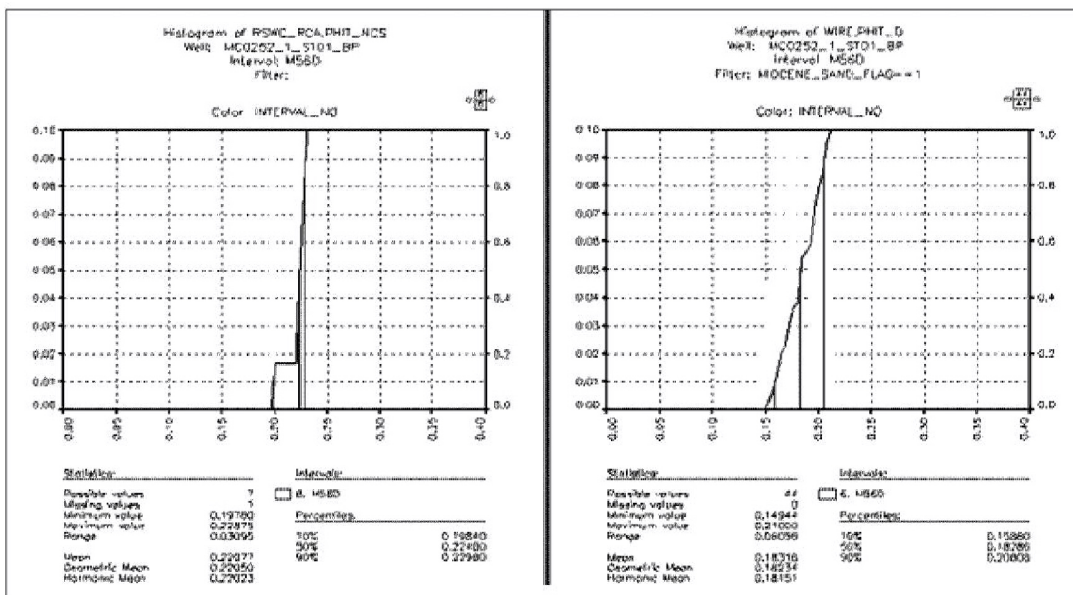 Histogram of RSWC_RCA.PHIT_NCS
Well: MC0252_1_ST01_BP
Interval: M56D
Filter:
Color: INTERVAL_NO
0.10
0.09
0.08
0.07
0.06
0.05
0.04
0.03
0.02
0.01
0.00
1.0
0.8
0.6
0.4
0.2
0.0
0.00
0.05
0.10
0.15
0.20
0.25
0.30
0.35
0.40
Statistics:
Possible values 7
Missing values 1
Minimum value 0.19780
Maximum value 0.22875
Range 0.03095
Mean 0.22077
Geometric Mean 0.22050
Harmonic Mean 0.22023
Intervals:
6. M56D
Percentiles:
10% 0.19840
50% 0.22400
90%
Histogram of WIRE.PHIT_D
Well: MC0252_1_ST01_BP
Interval: M56D
Filter: MIOCENE_SAND_FLAG==1
Color: INTERVAL_NO
0.10
0.09
0.08
0.07
0.06
0.05
0.04
0.03
0.02
0.01
0.00
1.0
0.8
0.6
0.4
0.2
0.0
0.00
0.05
0.10
0.15
0.20
0.25
0.30
0.35
0.40
Statistics:
Possible values 44
Missing values 0
Minimum value 0.14944
Maximum value 0.21000
Range 0.06056
Mean 0.18316
Geometric Mean 0.18234
Harmonic Mean 0.18151
Intervals:
6. M56D
Percentiles:
10% 0.15880
50% 0.18286
90%